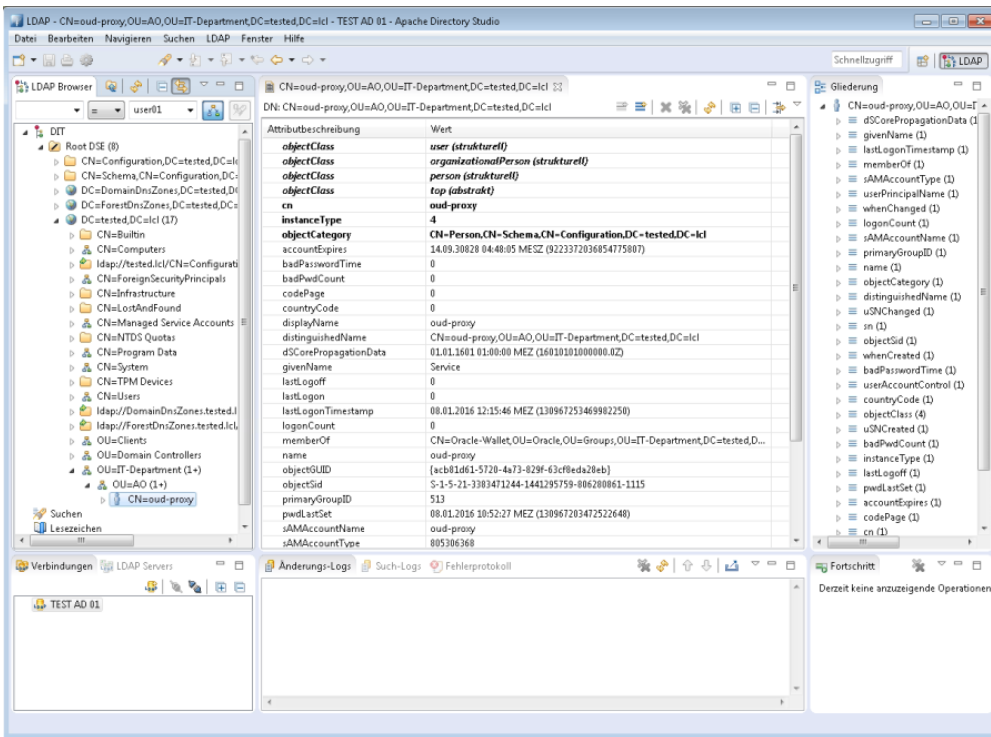 LDAP - CN=oud-proxy,OU=AO,OU=IT-Department,DC=tested,DC=lcl - TEST AD 01 - Apache Directory Studio
Datei Bearbeiten Navigieren Suchen LDAP Fenster Hilfe
Schnellzugriff LDAP
LDAP Browser
= user01
DIT
Root DSE (8)
CN=Configuration,DC=tested,DC=lc
CN=Schema,CN=Configuration,DC=
DC=DomainDnsZones,DC=tested,D
DC=ForestDnsZones,DC=tested,DC=
DC=tested,DC=lcl (17)
CN=Builtin
CN=Computers
ldap://tested.lcl/CN=Configurati
CN=ForeignSecurityPrincipals
CN=Infrastructure
CN=LostAndFound
CN=Managed Service Accounts
CN=NTDS Quotas
CN=Program Data
CN=System
CN=TPM Devices
CN=Users
ldap://DomainDnsZones.tested.l
ldap://ForestDnsZones.tested.lcl,
OU=Clients
OU=Domain Controllers
OU=IT-Department (1+)
OU=AO (1+)
CN=oud-proxy
Suchen
Lesezeichen
CN=oud-proxy,OU=AO,OU=IT-Department,DC=tested,DC=lcl
DN: CN=oud-proxy,OU=AO,OU=IT-Department,DC=tested,DC=lcl
Attributbeschreibung Wert
objectClass user (strukturell)
objectClass organizationalPerson (strukturell)
objectClass person (strukturell)
objectClass top (abstrakt)
cn oud-proxy
instanceType 4
objectCategory CN=Person,CN=Schema,CN=Configuration,DC=tested,DC=lcl
accountExpires 14.09.30828 04:48:05 MESZ (9223372036854775807)
badPasswordTime 0
badPwdCount 0
codePage 0
countryCode 0
displayName oud-proxy
distinguishedName CN=oud-proxy,OU=AO,OU=IT-Department,DC=tested,DC=lcl
dSCorePropagationData 01.01.1601 01:00:00 MEZ (16010101000000.0Z)
givenName Service
lastLogoff 0
lastLogon 0
lastLogonTimestamp 08.01.2016 12:15:46 MEZ (130967253469982250)
logonCount 0
memberOf CN=Oracle-Wallet,OU=Oracle,OU=Groups,OU=IT-Department,DC=tested,D...
name oud-proxy
objectGUID {acb81d61-5720-4a73-829f-63cf0eda28eb}
objectSid S-1-5-21-3383471244-1441295759-806280861-1115
primaryGroupID 513
pwdLastSet 08.01.2016 10:52:27 MEZ (130967203472522648)
sAMAccountName oud-proxy
sAMAccountType 805306368
Gliederung
CN=oud-proxy,OU=AO,OU=I
dSCorePropagationData (1
givenName (1)
lastLogonTimestamp (1)
memberOf (1)
sAMAccountType (1)
userPrincipalName (1)
whenChanged (1)
logonCount (1)
sAMAccountName (1)
primaryGroupID (1)
name (1)
objectCategory (1)
distinguishedName (1)
uSNChanged (1)
sn (1)
objectSid (1)
whenCreated (1)
badPasswordTime (1)
userAccountControl (1)
countryCode (1)
objectClass (4)
uSNCreated (1)
badPwdCount (1)
instanceType (1)
lastLogoff (1)
pwdLastSet (1)
accountExpires (1)
codePage (1)
cn (1)
Verbindungen LDAP Servers
TEST AD 01
Änderungs-Logs Such-Logs Fehlerprotokoll
Fortschritt
Derzeit keine anzuzeigende Operationen